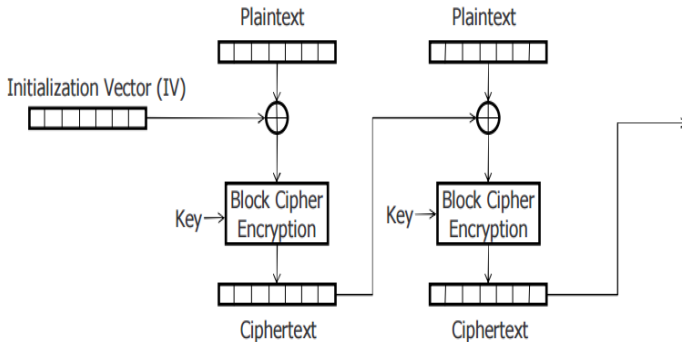 Plaintext
Plaintext
Initialization Vector (IV)
Key
Block Cipher
Encryption
Key
Block Cipher
Encryption
Ciphertext
Ciphertext